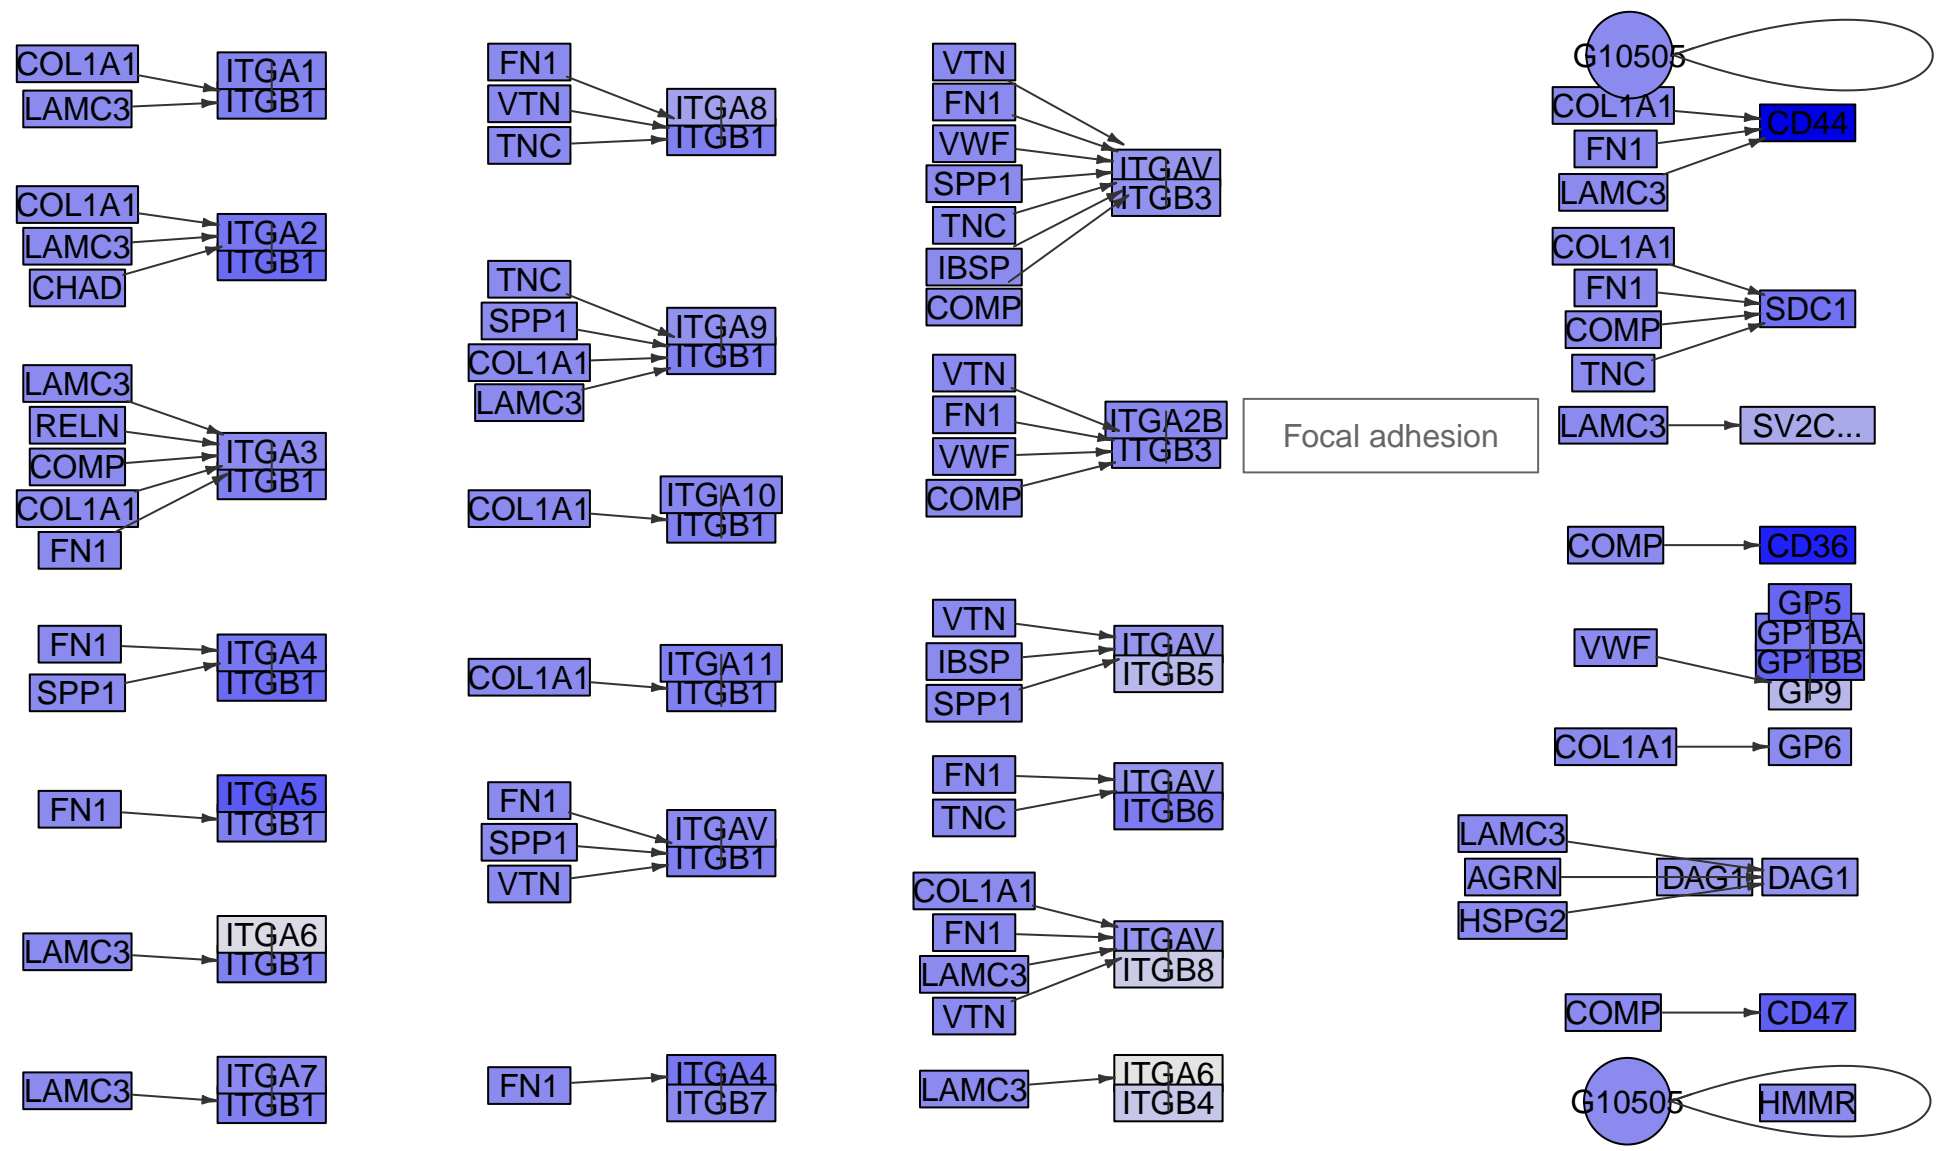 COL1A1
LAMC3
ITGA1
ITGB1
COL1A1
LAMC3
CHAD
ITGA2
ITGB1
LAMC3
RELN
COMP
COL1A1
FN1
ITGA3
ITGB1
FN1
SPP1
ITGA4
ITGB1
FN1
ITGA5
ITGB1
LAMC3
ITGA6
ITGB1
LAMC3
ITGA7
ITGB1
FN1
VTN
TNC
ITGA8
ITGB1
TNC
SPP1
COL1A1
LAMC3
ITGA9
ITGB1
COL1A1
ITGA10
ITGB1
COL1A1
ITGA11
ITGB1
FN1
SPP1
VTN
ITGAV
ITGB1
FN1
ITGA4
ITGB7
VTN
FN1
VWF
SPP1
TNC
IBSP
COMP
ITGAV
ITGB3
VTN
FN1
VWF
COMP
ITGA2B
ITGB3
Focal adhesion
VTN
IBSP
SPP1
ITGAV
ITGB5
FN1
TNC
ITGAV
ITGB6
COL1A1
FN1
LAMC3
VTN
ITGAV
ITGB8
LAMC3
ITGA6
ITGB4
G10505
COL1A1
FN1
LAMC3
CD44
COL1A1
FN1
COMP
TNC
SDC1
LAMC3
SV2C...
COMP
CD36
VWF
GP5
GP1BA
GP1BB
GP9
COL1A1
GP6
LAMC3
AGRN
HSPG2
DAG1
DAG1
COMP
CD47
G10505
HMMR